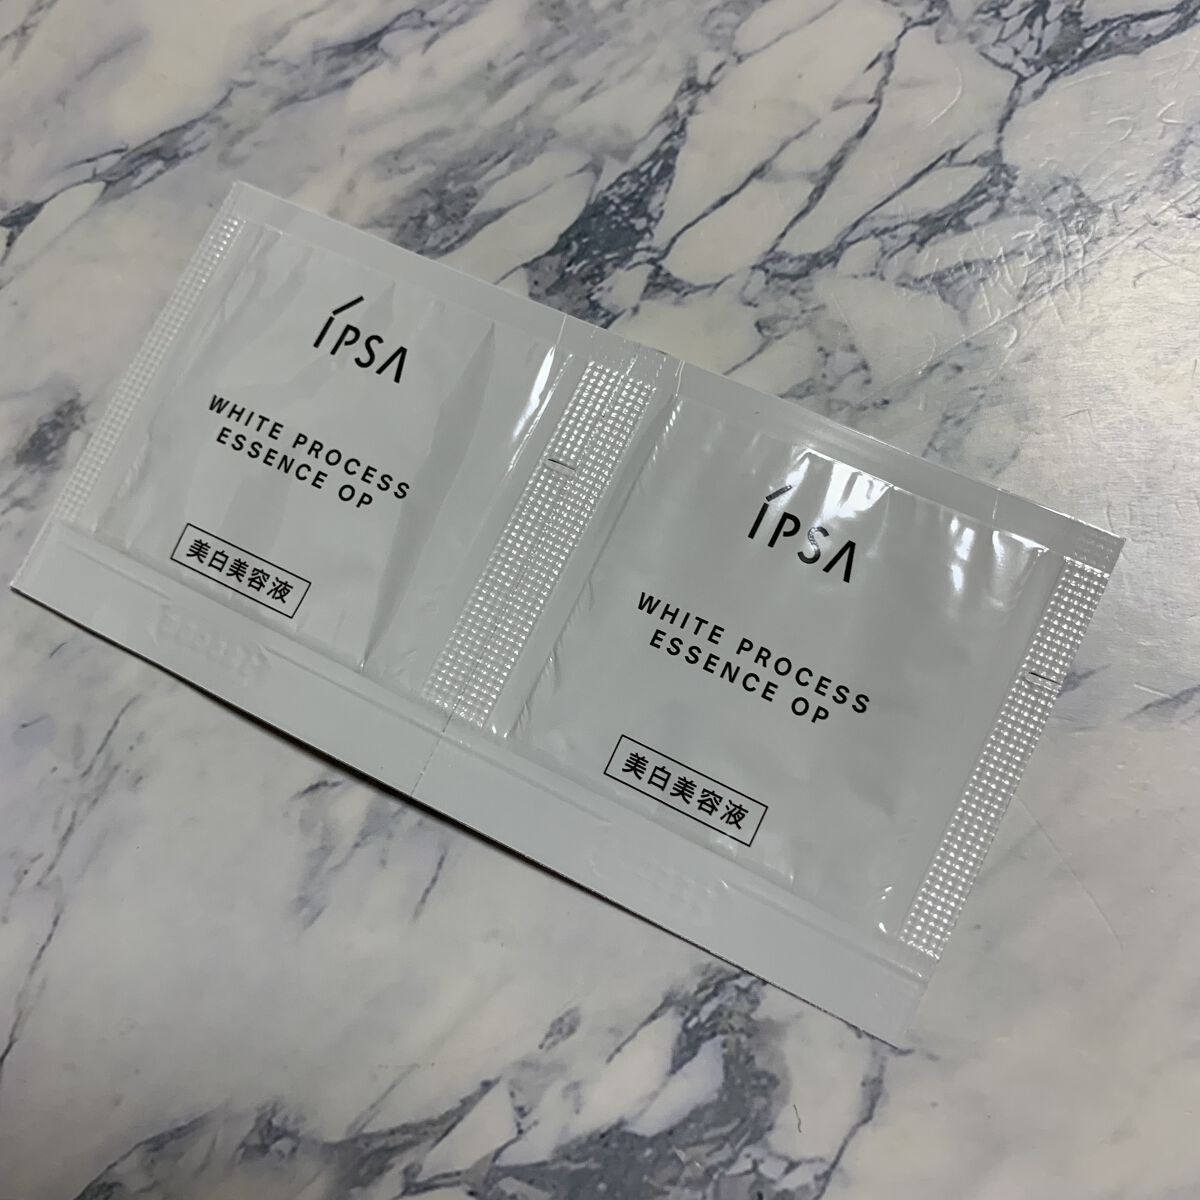 ÍPSA
WHITE PROCESS
ESSENCE OP
美白美容液
ÍPSA
WHITE PROCESS
ESSENCE OP
美白美容液